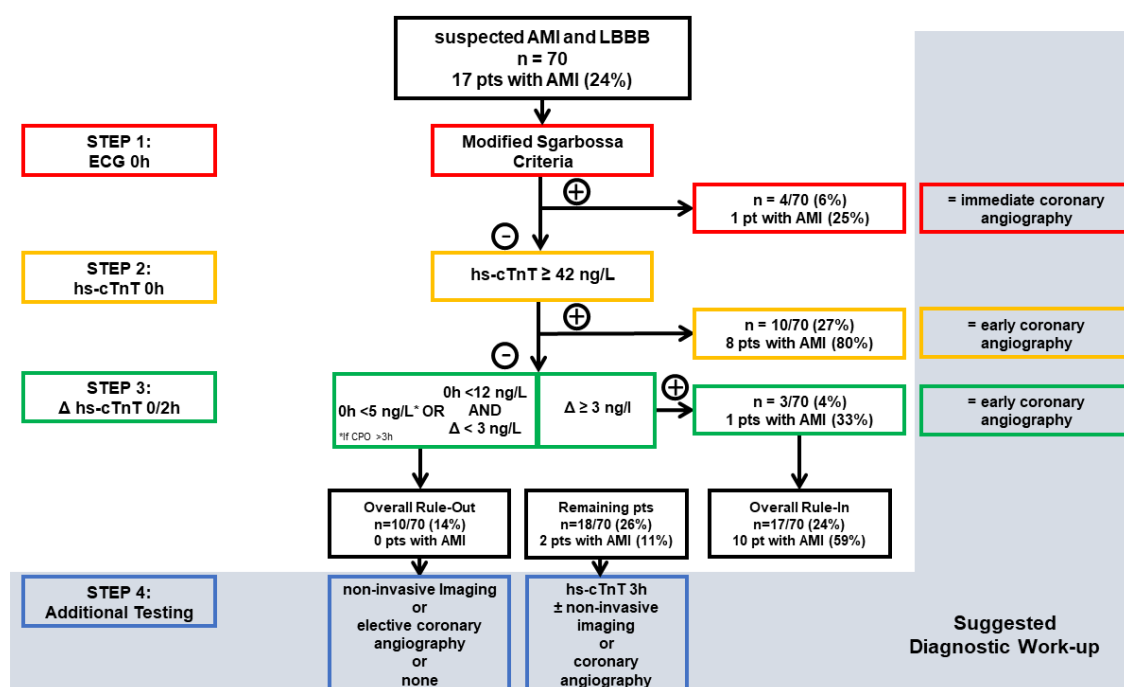 suspected AMI and LBBB
n = 70
17 pts with AMI (24%)
STEP 1:
ECG 0h
Modified Sgarbossa
Criteria
+
n = 4/70 (6%)
1 pt with AMI (25%)
= immediate coronary
angiography
-
STEP 2:
hs-cTnT 0h
hs-cTnT ≥ 42 ng/L
+
n = 10/70 (27%)
8 pts with AMI (80%)
= early coronary
angiography
-
STEP 3:
Δ hs-cTnT 0/2h
0h <5 ng/L* OR
*If CPO >3h
0h <12 ng/L
AND
Δ < 3 ng/L
Δ ≥ 3 ng/l
+
n = 3/70 (4%)
1 pts with AMI (33%)
= early coronary
angiography
Overall Rule-Out
n=10/70 (14%)
0 pts with AMI
Remaining pts
n=18/70 (26%)
2 pts with AMI (11%)
Overall Rule-In
n=17/70 (24%)
10 pt with AMI (59%)
STEP 4:
Additional Testing
non-invasive Imaging
or
elective coronary
angiography
or
none
hs-cTnT 3h
± non-invasive
imaging
or
coronary
angiography
Suggested
Diagnostic Work-up